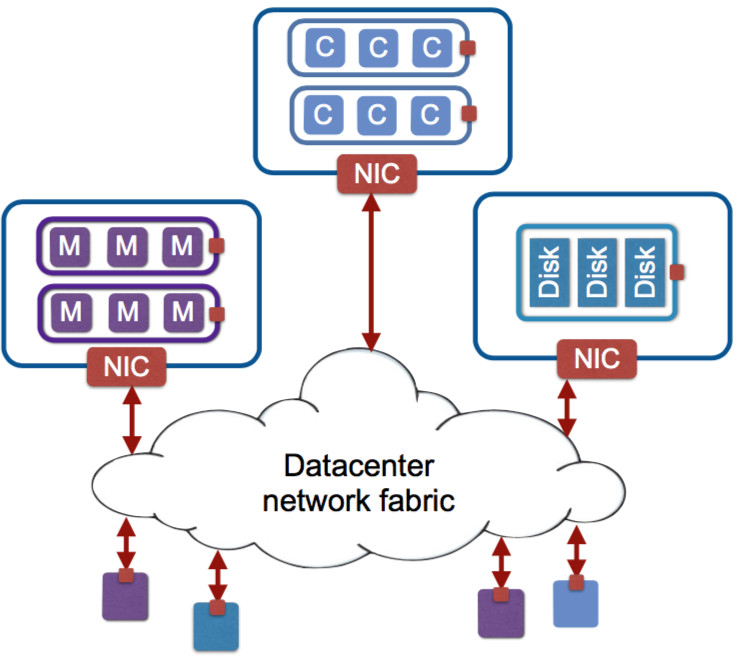 C C C
C C C
NIC
M M M
M M M
NIC
Disk Disk Disk
NIC
Datacenter
network fabric